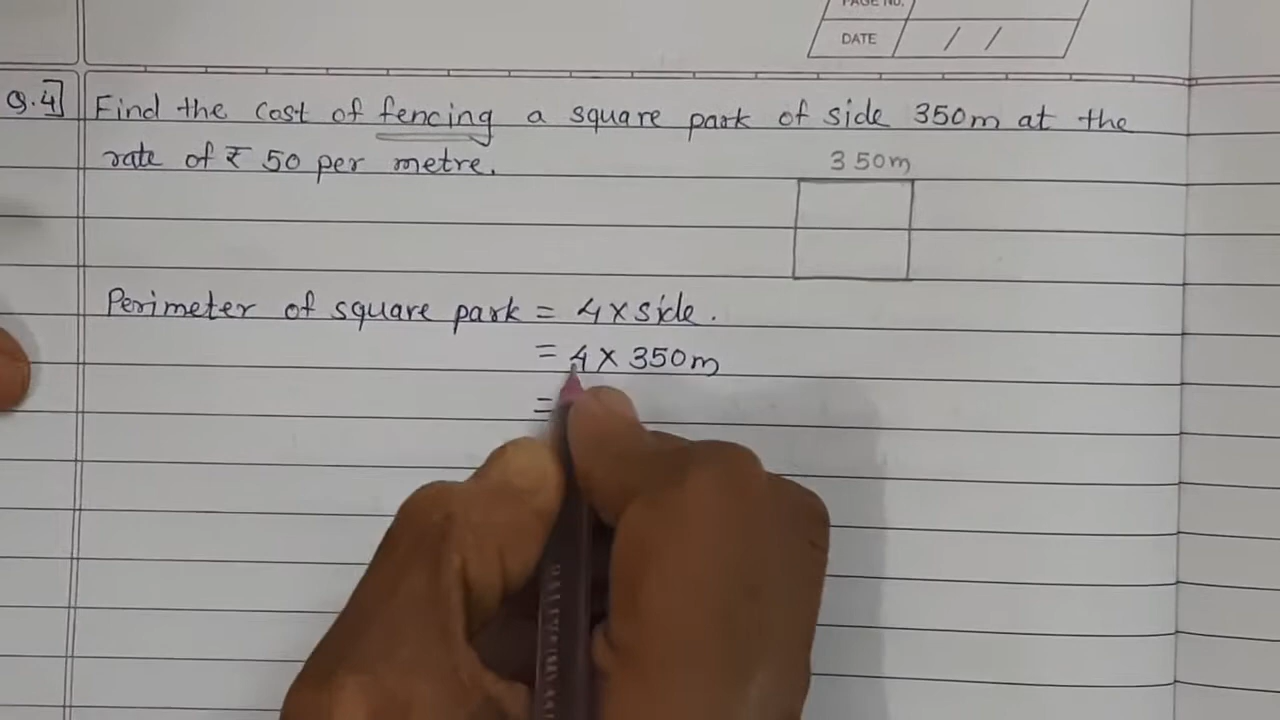 PAGE NO.
DATE / /
Q.4] Find the cost of fencing a square park of side 350m at the
rate of ₹ 50 per metre.
350m
Perimeter of square park = 4 × side.
= 4 × 350m
=